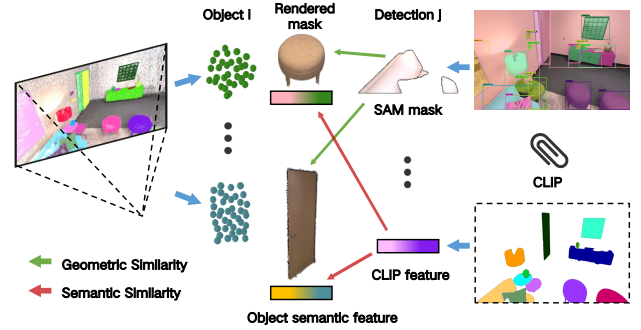 Object i
Rendered
mask
Detection j
SAM mask
CLIP
CLIP feature
Geometric Similarity
Semantic Similarity
Object semantic feature